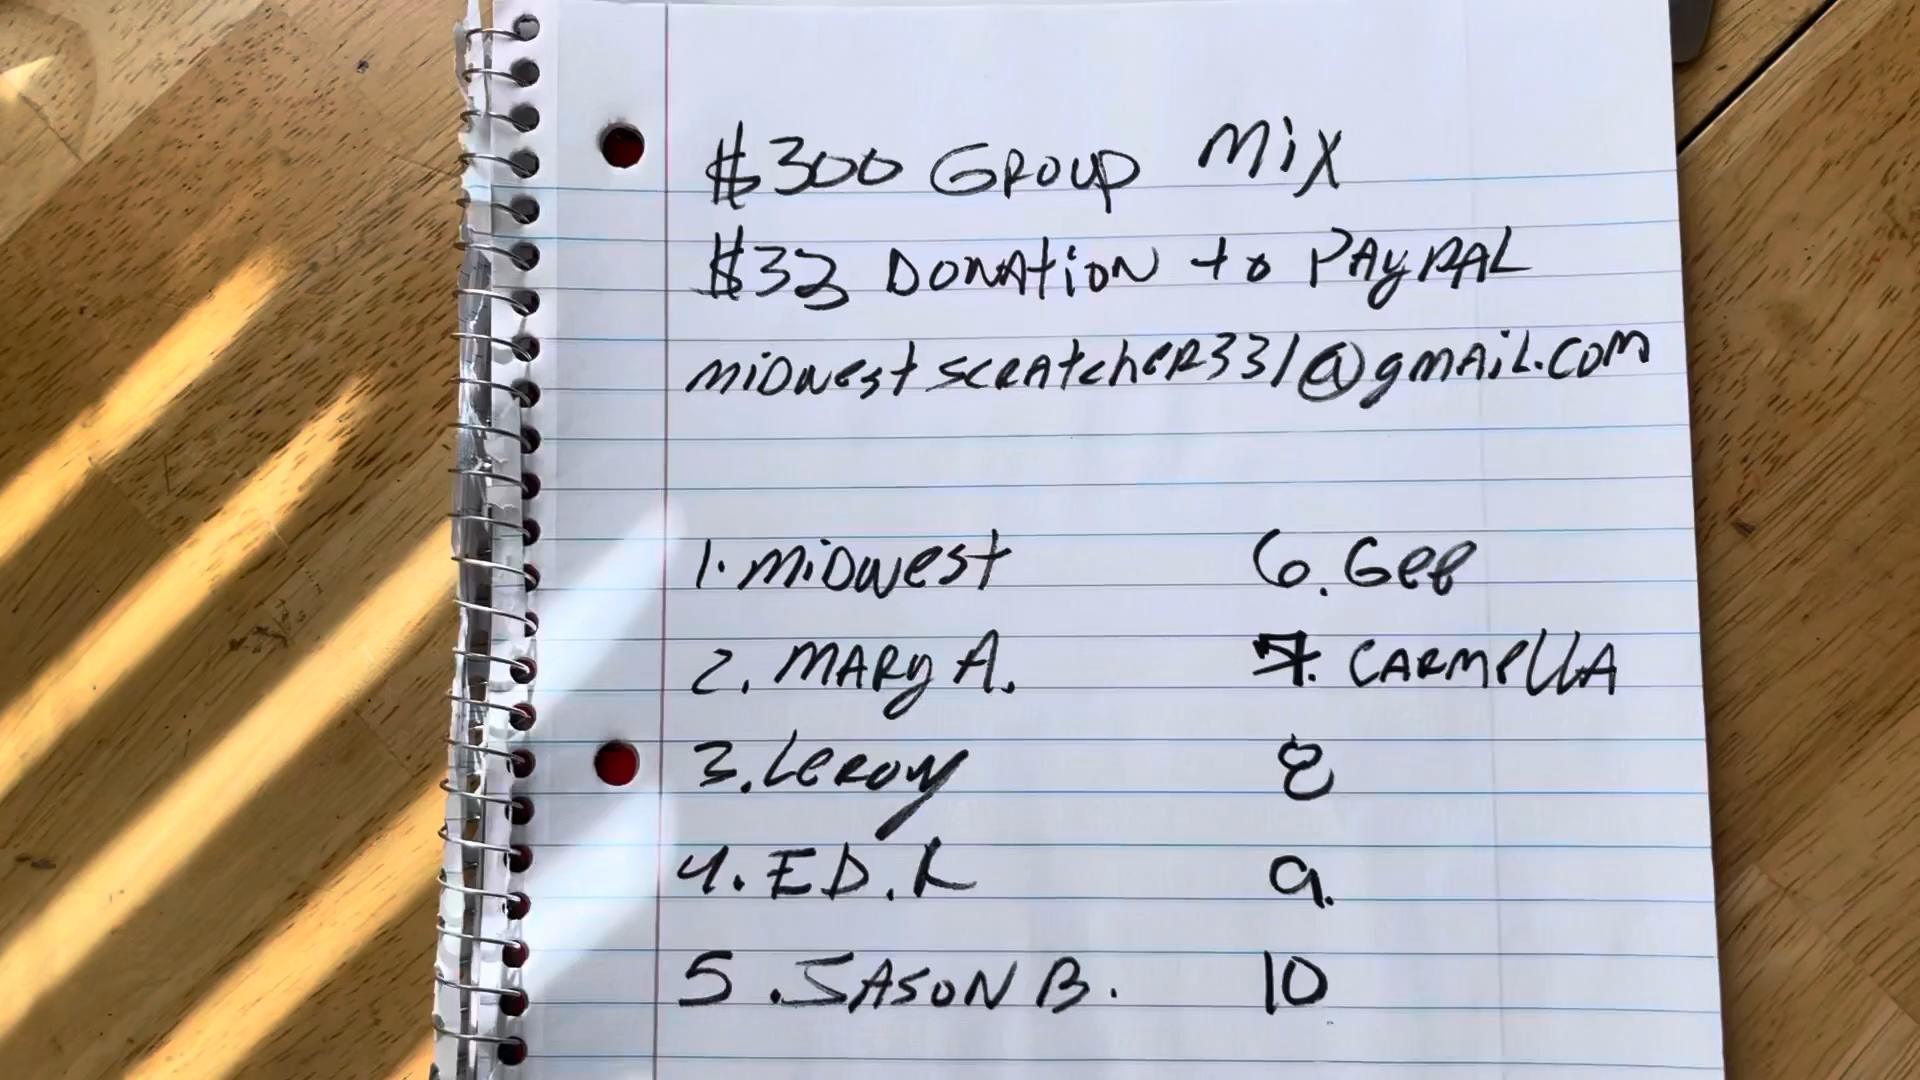 $300 GROUP MiX
$33 DONAtiON to PAYPAL
miDwestscratcheR331@gmAiL.com
1. miDwest
6. Gee
2. MARy A.
7. CARMellA
3. LeRoy
8
4. ED. K
9.
5. JASON B.
10